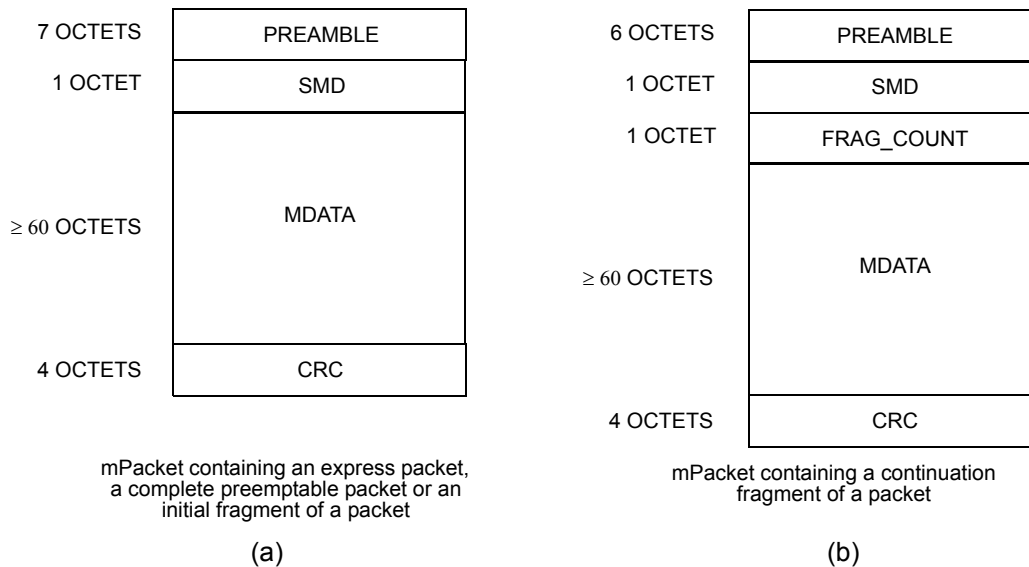 7 OCTETS PREAMBLE
1 OCTET SMD
≥ 60 OCTETS MDATA
4 OCTETS CRC
mPacket containing an express packet,
a complete preemptable packet or an
initial fragment of a packet
(a)
6 OCTETS PREAMBLE
1 OCTET SMD
1 OCTET FRAG_COUNT
MDATA
≥ 60 OCTETS
4 OCTETS CRC
mPacket containing a continuation
fragment of a packet
(b)